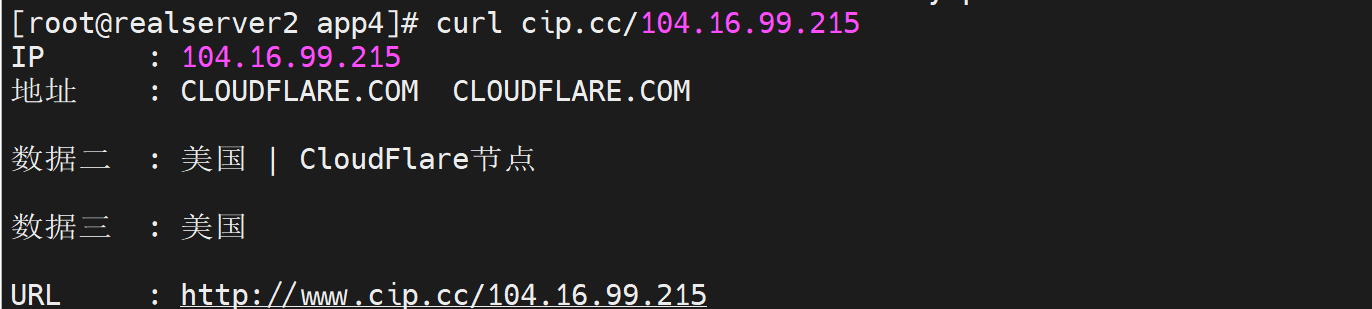 [root@realserver2 app4]# curl cip.cc/104.16.99.215
IP      : 104.16.99.215
地址    : CLOUDFLARE.COM  CLOUDFLARE.COM
数据二  : 美国 | CloudFlare节点
数据三  : 美国
URL     : http://www.cip.cc/104.16.99.215